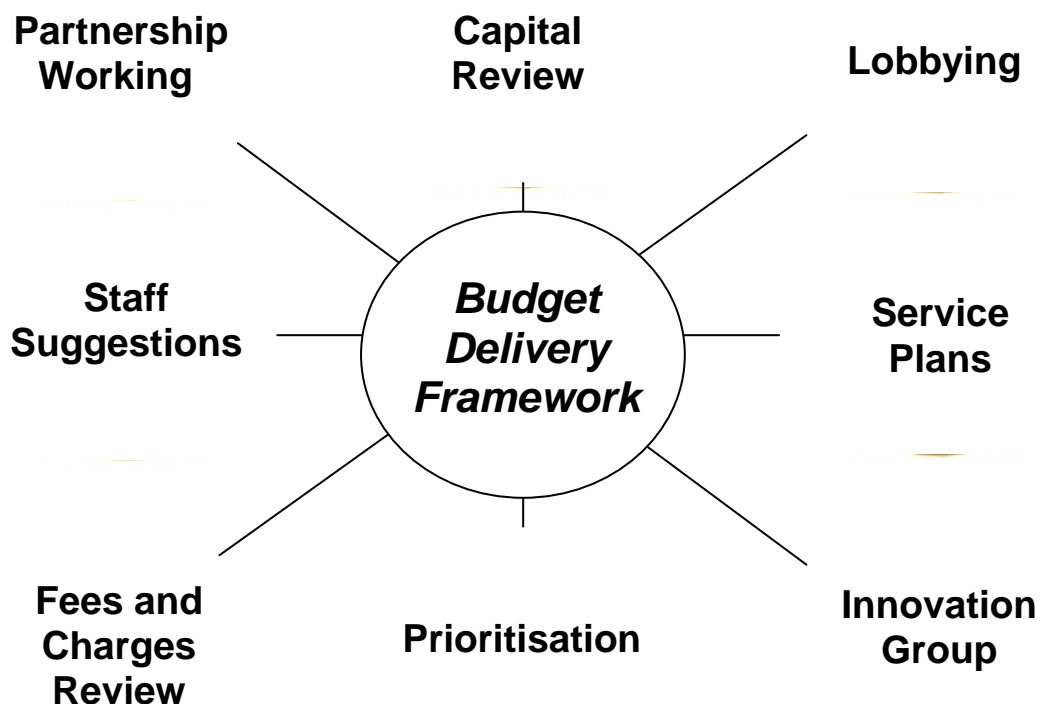 Partnership
Working
Capital
Review
Lobbying
Staff
Suggestions
Budget
Delivery
Framework
Service
Plans
Fees and
Charges
Review
Prioritisation
Innovation
Group